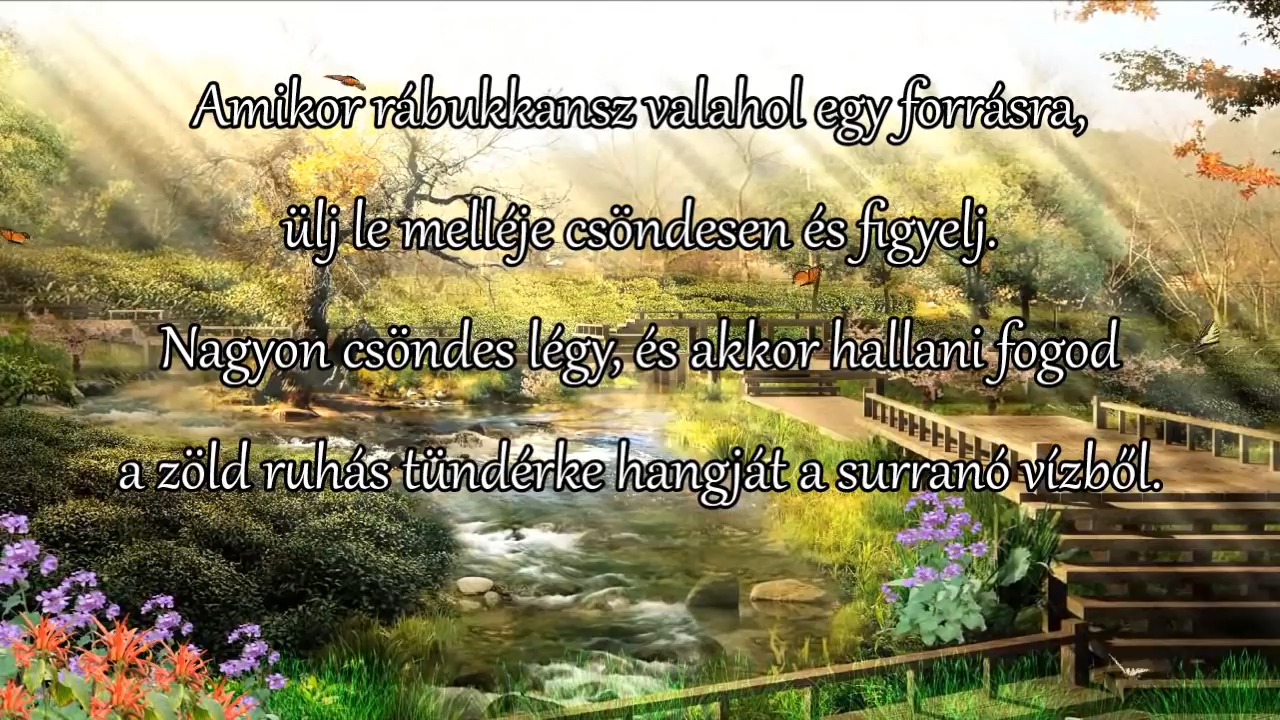 Amikor rábukkansz valahol egy forrásra,
ülj le melléje csöndesen és figyelj.
Nagyon csöndes légy, és akkor hallani fogod
a zöld ruhás tündérke hangját a surranó vízből.